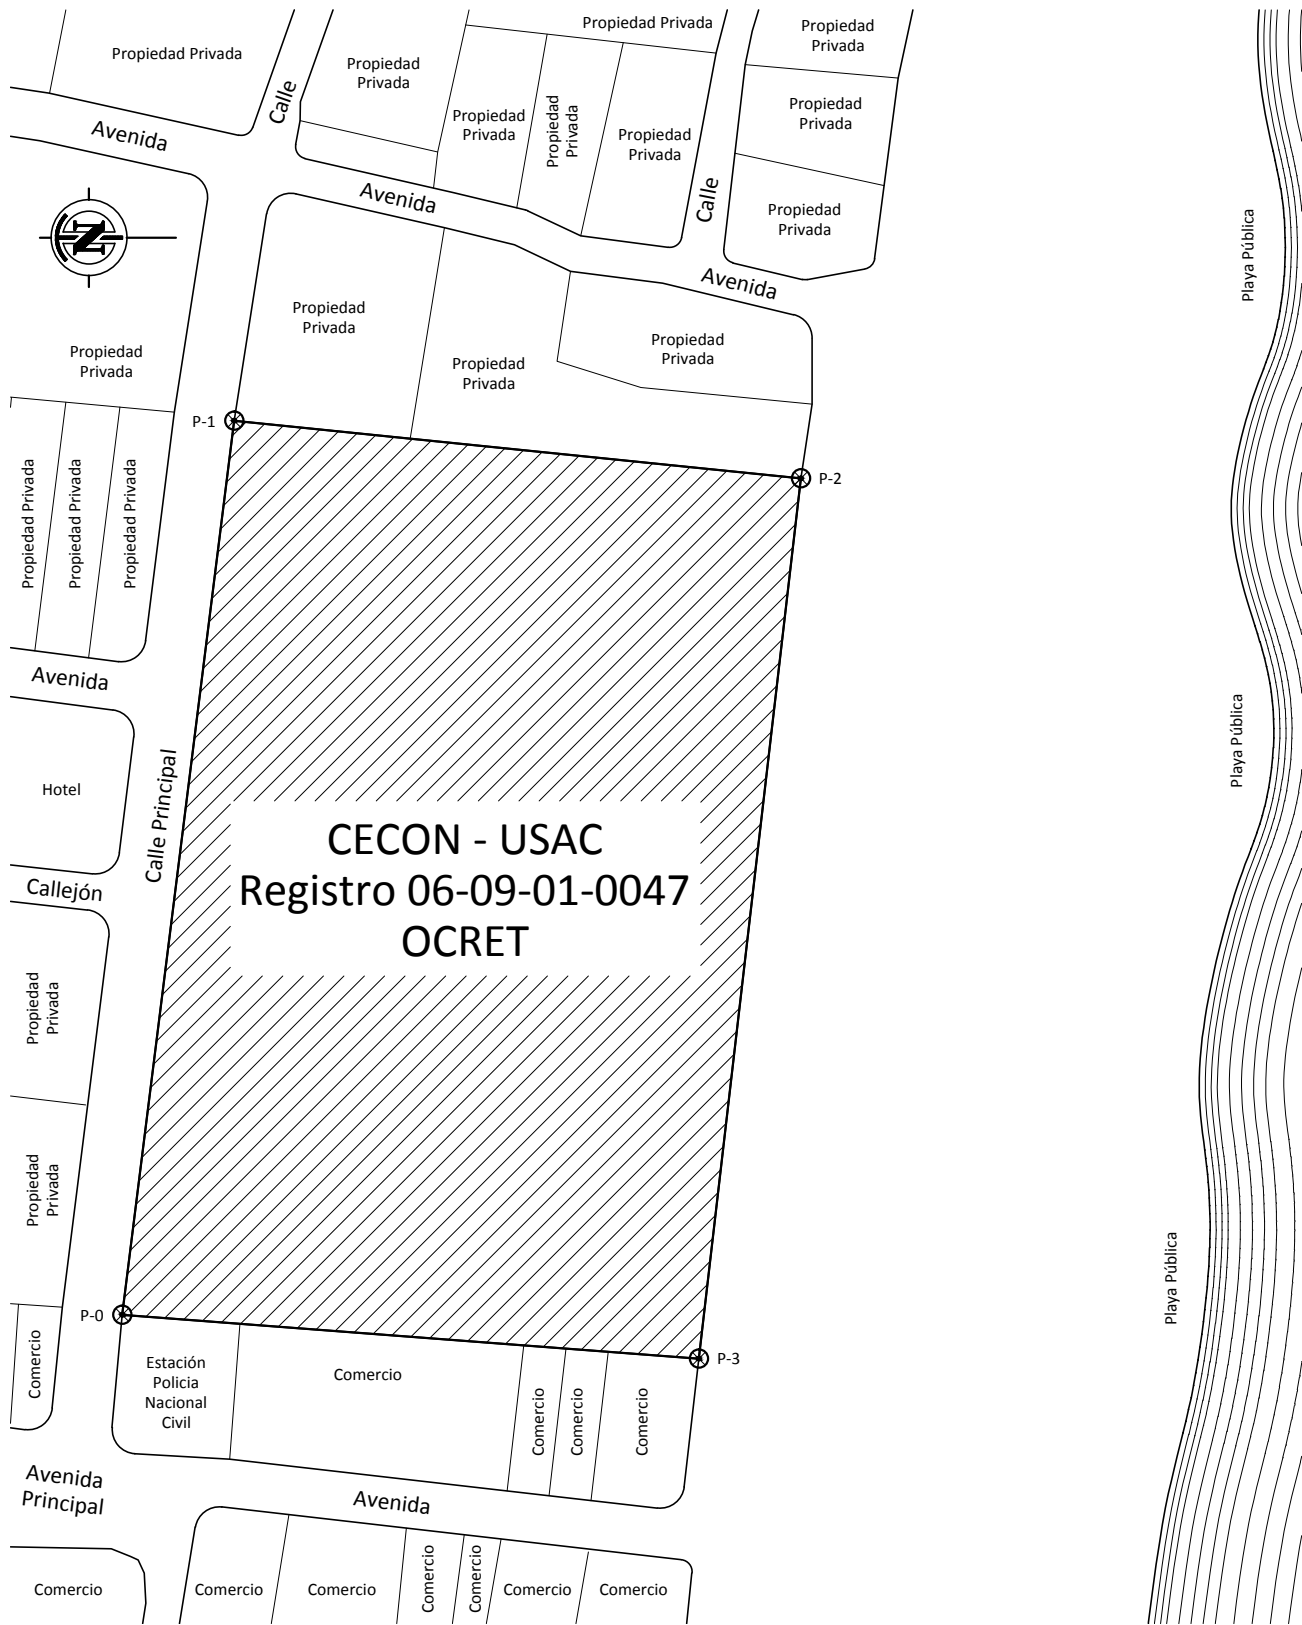 Propiedad Privada
Calle
Propiedad
Privada
Propiedad Privada
Propiedad
Privada
Avenida
Propiedad
Privada
Propiedad
Privada
Propiedad
Privada
Propiedad
Privada
Avenida
Calle
Propiedad
Privada
Playa Pública
N
Avenida
Propiedad
Privada
Propiedad
Privada
Propiedad
Privada
Propiedad
Privada
P-1
P-2
Propiedad Privada
Propiedad Privada
Propiedad Privada
Avenida
Hotel
Calle Principal
Playa Pública
CECON - USAC
Registro 06-09-01-0047
OCRET
Callejón
Propiedad
Privada
Propiedad
Privada
Playa Pública
P-0
P-3
Comercio
Estación
Policia
Nacional
Civil
Comercio
Comercio
Comercio
Comercio
Avenida
Principal
Avenida
Comercio
Comercio
Comercio
Comercio
Comercio
Comercio
Comercio